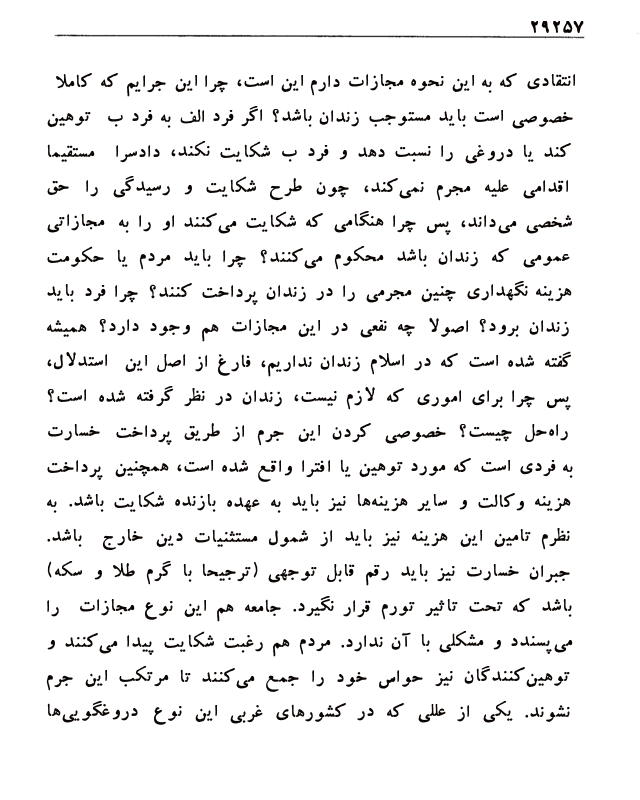 ۲۹۲۵۷
انتقادی که به این نحوه مجازات دارم این است، چرا این جرایم که کاملا
خصوصی است باید مستوجب زندان باشد؟ اگر فرد الف به فرد ب توهین
کند یا دروغی را نسبت دهد و فرد ب شکایت نکند، دادسرا مستقیما
اقدامی علیه مجرم نمی‌کند، چون طرح شکایت و رسیدگی را حق
شخصی می‌داند، پس چرا هنگامی که شکایت می‌کنند او را به مجازاتی
عمومی که زندان باشد محکوم می‌کنند؟ چرا باید مردم یا حکومت
هزینه نگهداری چنین مجرمی را در زندان پرداخت کنند؟ چرا فرد باید
زندان برود؟ اصولا چه نفعی در این مجازات هم وجود دارد؟ همیشه
گفته شده است که در اسلام زندان نداریم، فارغ از اصل این استدلال،
پس چرا برای اموری که لازم نیست، زندان در نظر گرفته شده است؟
راه‌حل چیست؟ خصوصی کردن این جرم از طریق پرداخت خسارت
به فردی است که مورد توهین یا افترا واقع شده است، همچنین پرداخت
هزینه وکالت و سایر هزینه‌ها نیز باید به عهده بازنده شکایت باشد. به
نظرم تامین این هزینه نیز باید از شمول مستثنیات دین خارج باشد.
جبران خسارت نیز باید رقم قابل توجهی (ترجیحا با گرم طلا و سکه)
باشد که تحت تاثیر تورم قرار نگیرد. جامعه هم این نوع مجازات را
می‌پسندد و مشکلی با آن ندارد. مردم هم رغبت شکایت پیدا می‌کنند و
توهین‌کنندگان نیز حواس خود را جمع می‌کنند تا مرتکب این جرم
نشوند. یکی از عللی که در کشورهای غربی این نوع دروغگویی‌ها